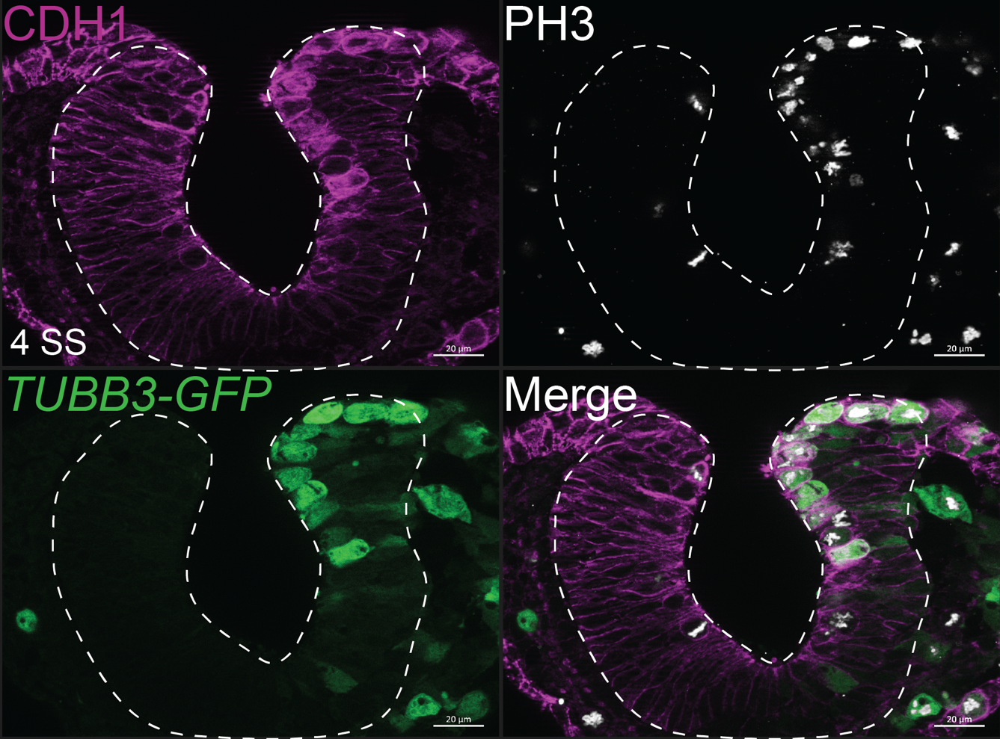 CDH1
PH3
4 SS
20 µm
20 µm
TUBB3-GFP
Merge
20 µm
20 µm